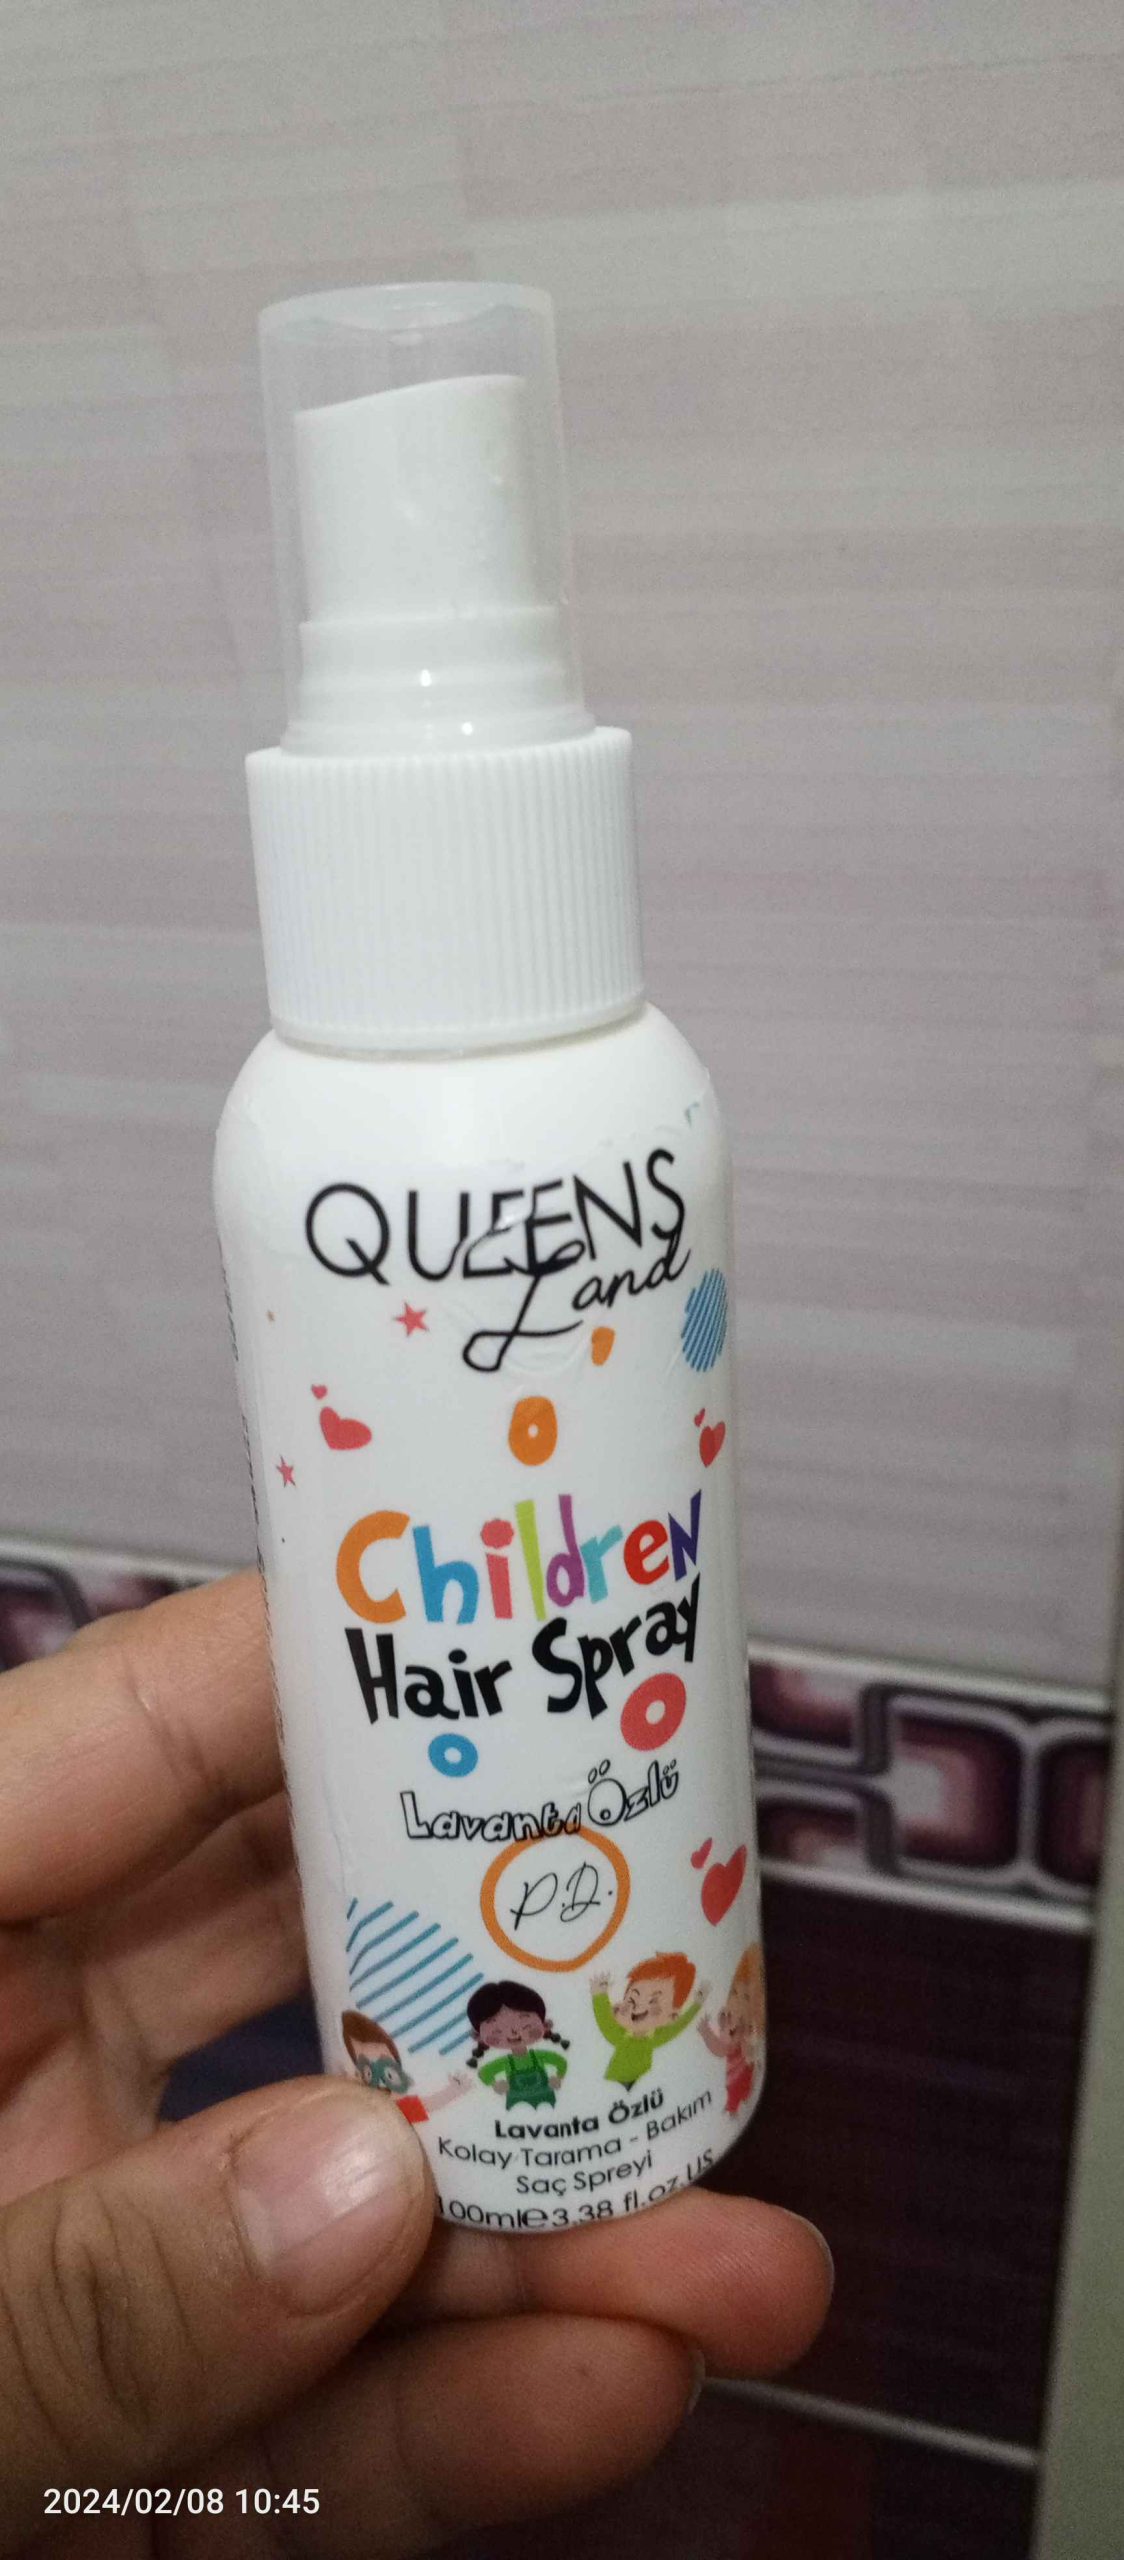 QUEENS
Land
Children
Hair Spray
Lavanta Özlü
P.D.
Lavanta Özlü
Kolay Tarama - Bakım
Saç Spreyi
100ml e 3.38 fl.oz.US
2024/02/08 10:45